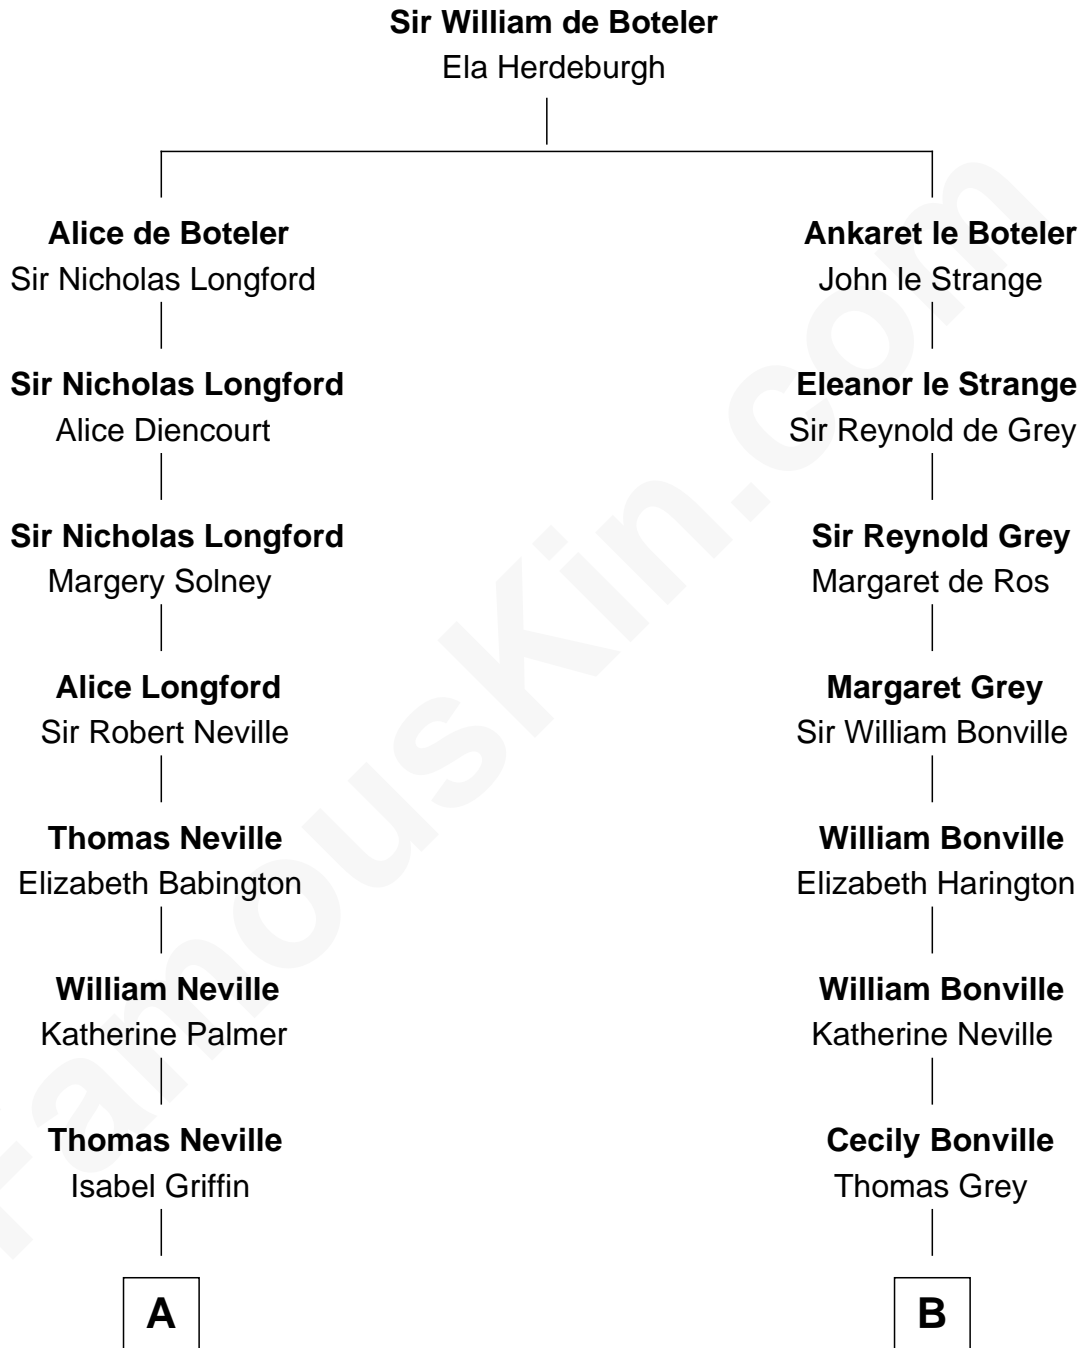 Sir William de Boteler
Ela Herdeburgh
Alice de Boteler
Sir Nicholas Longford
Ankaret le Boteler
John le Strange
Sir Nicholas Longford
Alice Diencourt
Eleanor le Strange
Sir Reynold de Grey
Sir Nicholas Longford
Margery Solney
Sir Reynold Grey
Margaret de Ros
Alice Longford
Sir Robert Neville
Margaret Grey
Sir William Bonville
Thomas Neville
Elizabeth Babington
William Bonville
Elizabeth Harington
William Neville
Katherine Palmer
William Bonville
Katherine Neville
Thomas Neville
Isabel Griffin
Cecily Bonville
Thomas Grey
A
B
FamousKin.com